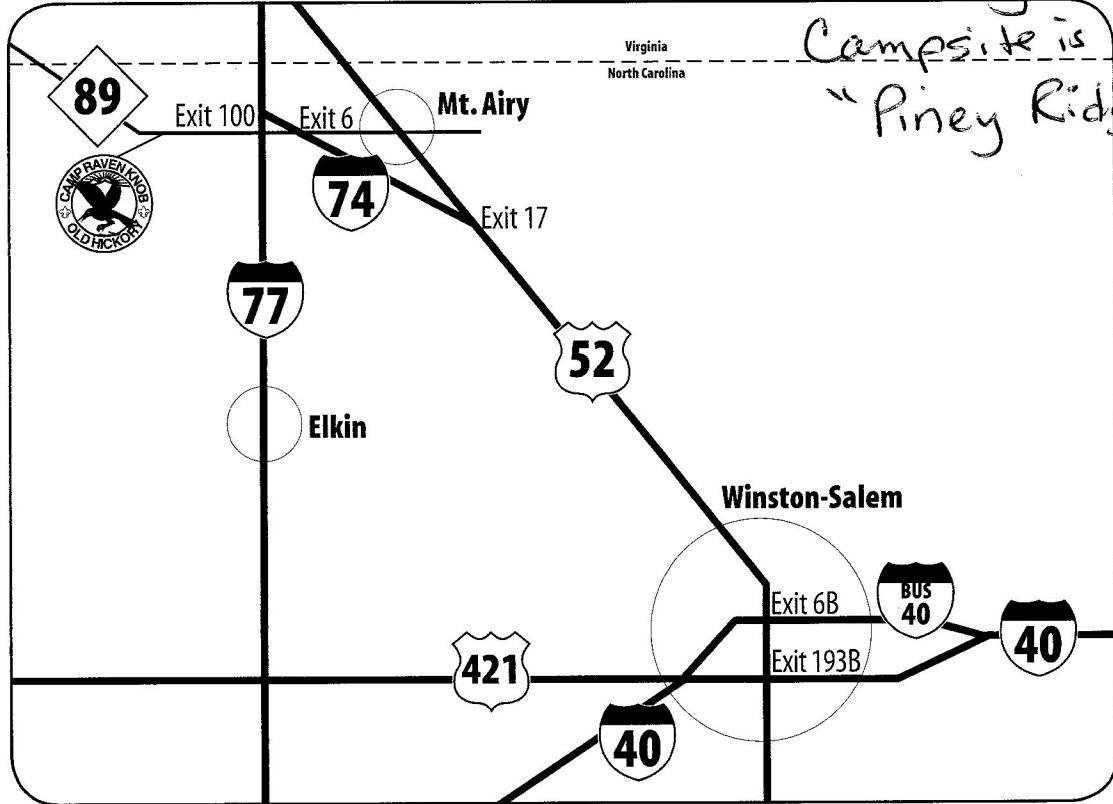 Campsite is
"Piney Rid
Virginia
North Carolina
89
Exit 100
Exit 6
Mt. Airy
CAMP RAVEN KNOB
OLD HICKORY
74
Exit 17
77
52
Elkin
Winston-Salem
Exit 6B
BUS
40
40
421
Exit 193B
40